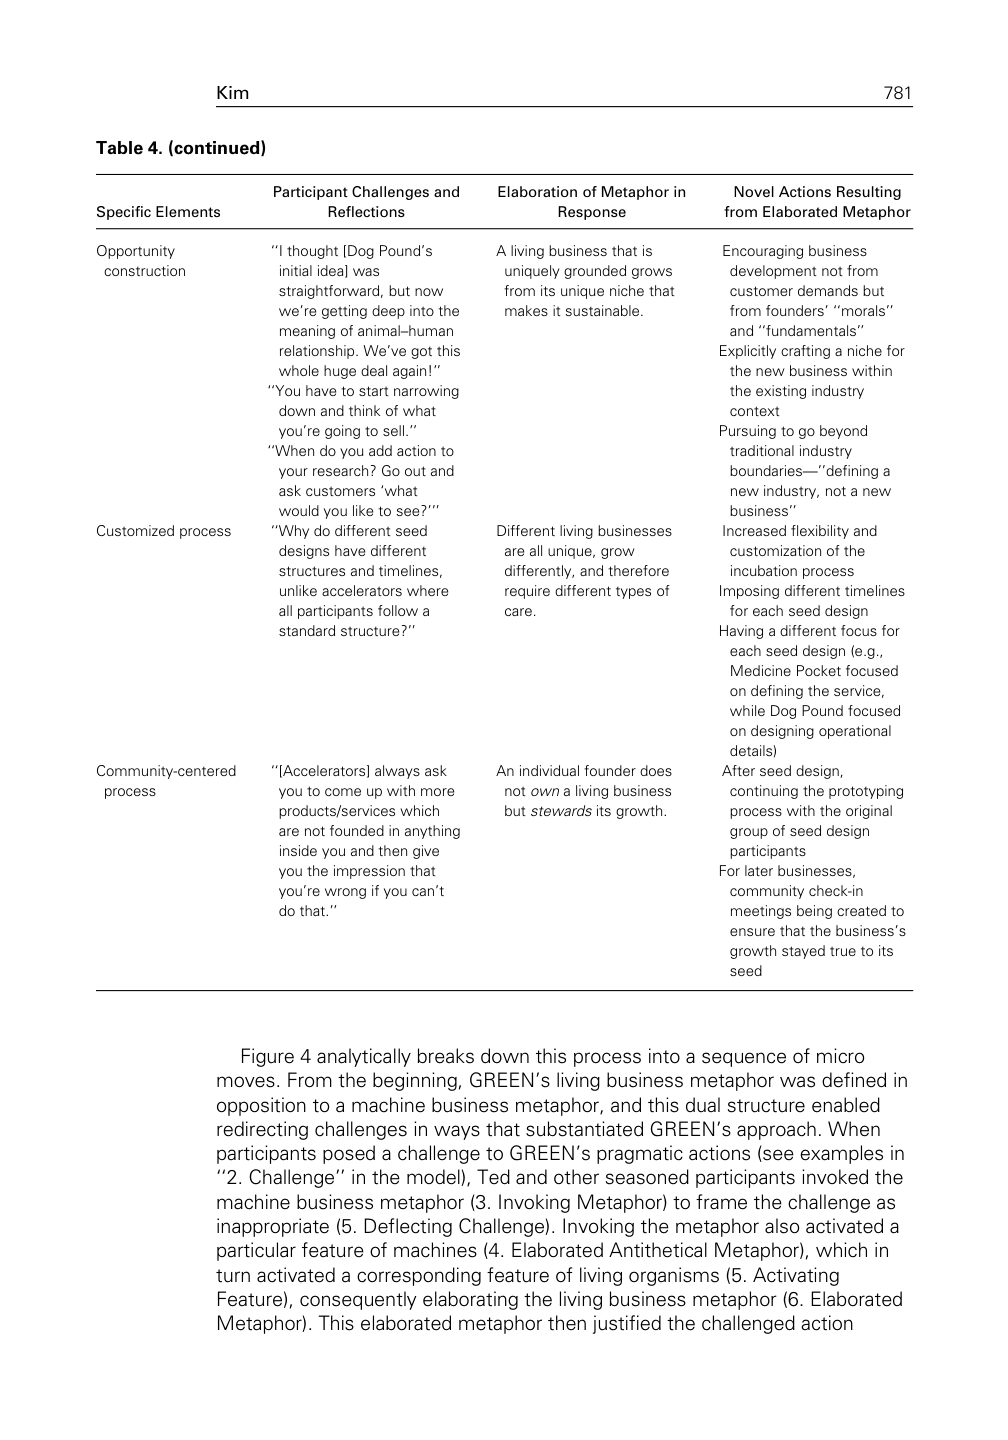 Kim 781
Table 4. (continued)
Specific Elements
Participant Challenges and
Reflections
Elaboration of Metaphor in
Response
Novel Actions Resulting
from Elaborated Metaphor
Opportunity
construction
‘‘I thought [Dog Pound’s
initial idea] was
straightforward, but now
we’re getting deep into the
meaning of animal–human
relationship. We’ve got this
whole huge deal again!’’
‘‘You have to start narrowing
down and think of what
you’re going to sell.’’
‘‘When do you add action to
your research? Go out and
ask customers ‘what
would you like to see?’’’
A living business that is
uniquely grounded grows
from its unique niche that
makes it sustainable.
Encouraging business
development not from
customer demands but
from founders’ ‘‘morals’’
and ‘‘fundamentals’’
Explicitly crafting a niche for
the new business within
the existing industry
context
Pursuing to go beyond
traditional industry
boundaries—‘‘defining a
new industry, not a new
business’’
Customized process
‘‘Why do different seed
designs have different
structures and timelines,
unlike accelerators where
all participants follow a
standard structure?’’
Different living businesses
are all unique, grow
differently, and therefore
require different types of
care.
Increased flexibility and
customization of the
incubation process
Imposing different timelines
for each seed design
Having a different focus for
each seed design (e.g.,
Medicine Pocket focused
on defining the service,
while Dog Pound focused
on designing operational
details)
Community-centered
process
‘‘[Accelerators] always ask
you to come up with more
products/services which
are not founded in anything
inside you and then give
you the impression that
you’re wrong if you can’t
do that.’’
An individual founder does
not own a living business
but stewards its growth.
After seed design,
continuing the prototyping
process with the original
group of seed design
participants
For later businesses,
community check-in
meetings being created to
ensure that the business’s
growth stayed true to its
seed
Figure 4 analytically breaks down this process into a sequence of micro
moves. From the beginning, GREEN’s living business metaphor was defined in
opposition to a machine business metaphor, and this dual structure enabled
redirecting challenges in ways that substantiated GREEN’s approach. When
participants posed a challenge to GREEN’s pragmatic actions (see examples in
‘‘2. Challenge’’ in the model), Ted and other seasoned participants invoked the
machine business metaphor (3. Invoking Metaphor) to frame the challenge as
inappropriate (5. Deflecting Challenge). Invoking the metaphor also activated a
particular feature of machines (4. Elaborated Antithetical Metaphor), which in
turn activated a corresponding feature of living organisms (5. Activating
Feature), consequently elaborating the living business metaphor (6. Elaborated
Metaphor). This elaborated metaphor then justified the challenged action